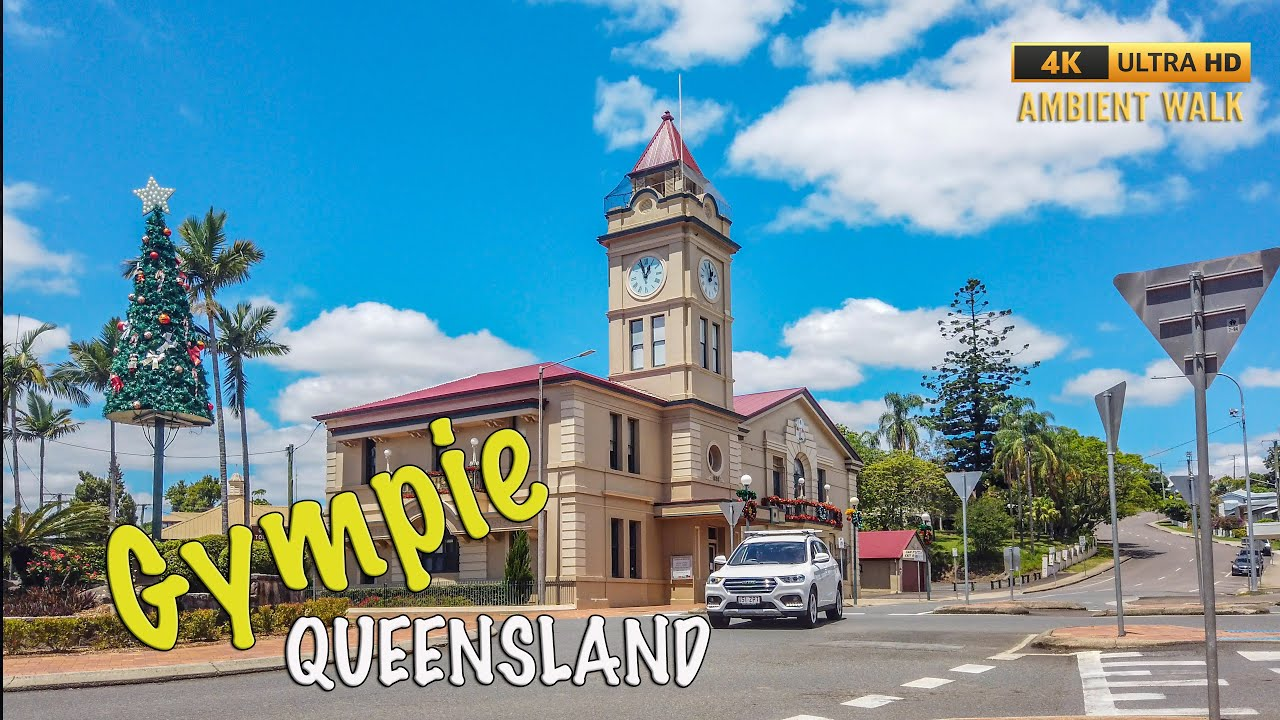 4K ULTRA HD
AMBIENT WALK
Gympie
QUEENSLAND